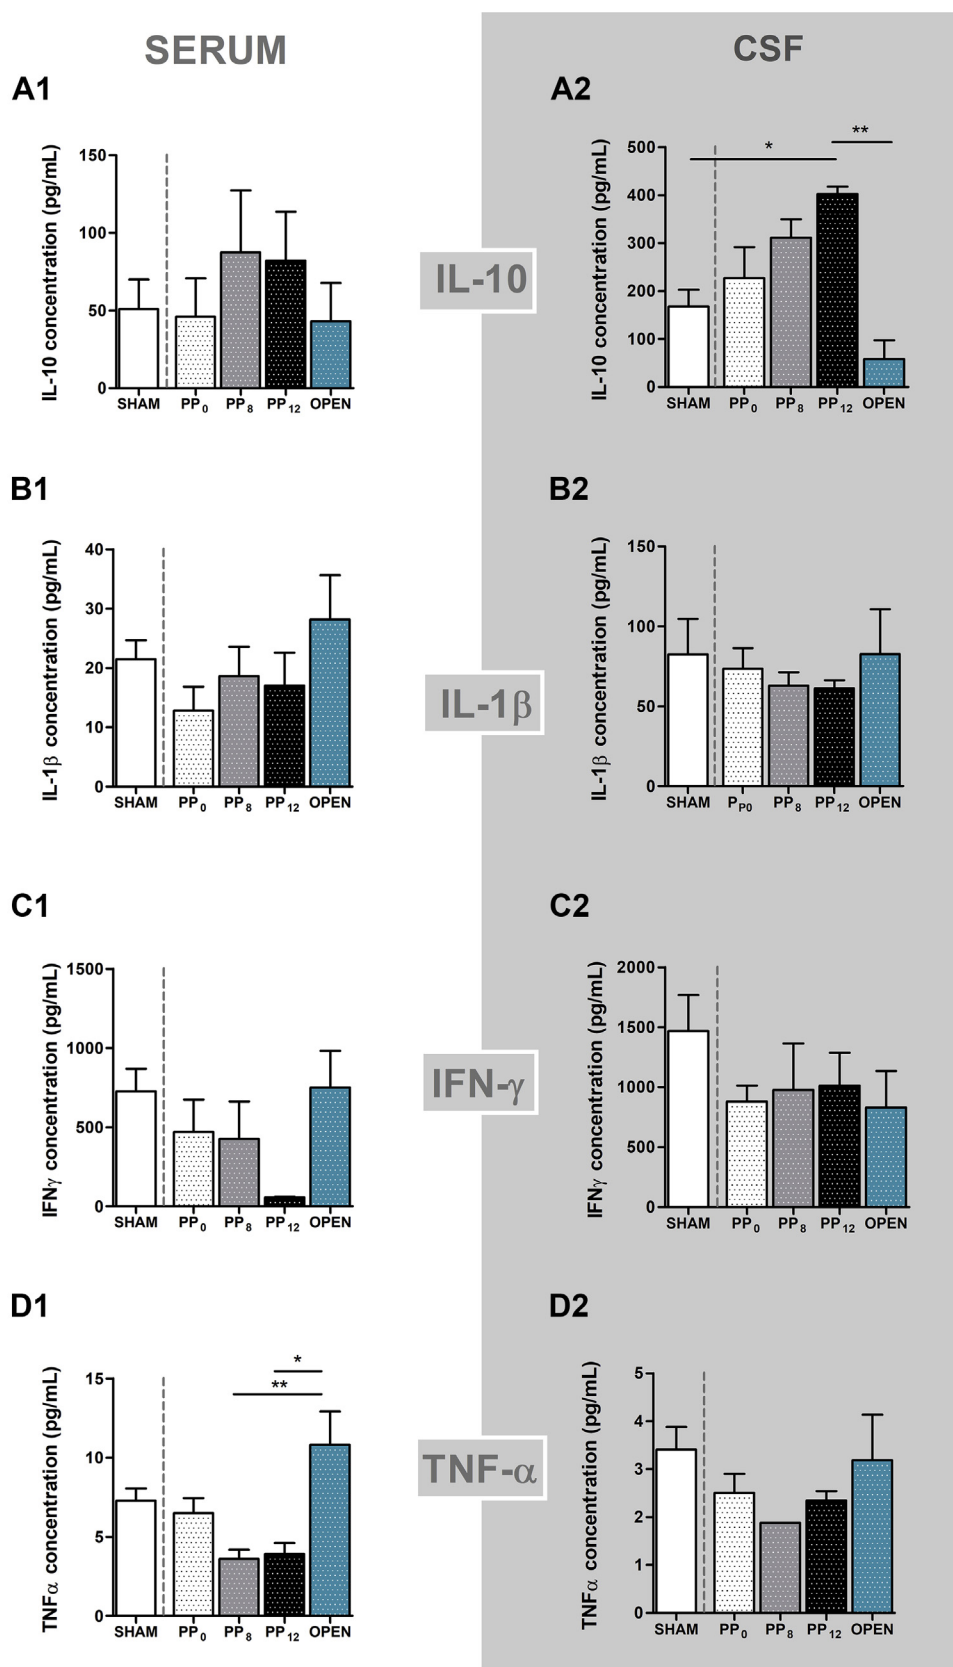 SERUM
CSF
A1
IL-10 concentration (pg/mL)
150
100
50
0
SHAM PP0 PP8 PP12 OPEN
IL-10
A2
IL-10 concentration (pg/mL)
500
400
300
200
100
0
* **
SHAM PP0 PP8 PP12 OPEN
B1
IL-1β concentration (pg/mL)
40
30
20
10
0
SHAM PP0 PP8 PP12 OPEN
IL-1β
B2
IL-1β concentration (pg/mL)
150
100
50
0
SHAM PP0 PP8 PP12 OPEN
C1
IFNγ concentration (pg/mL)
1500
1000
500
0
SHAM PP0 PP8 PP12 OPEN
IFN-γ
C2
IFNγ concentration (pg/mL)
2000
1500
1000
500
0
SHAM PP0 PP8 PP12 OPEN
D1
TNFα concentration (pg/mL)
15
10
5
0
*
**
SHAM PP0 PP8 PP12 OPEN
TNF-α
D2
TNFα concentration (pg/mL)
5
4
3
2
1
0
SHAM PP0 PP8 PP12 OPEN